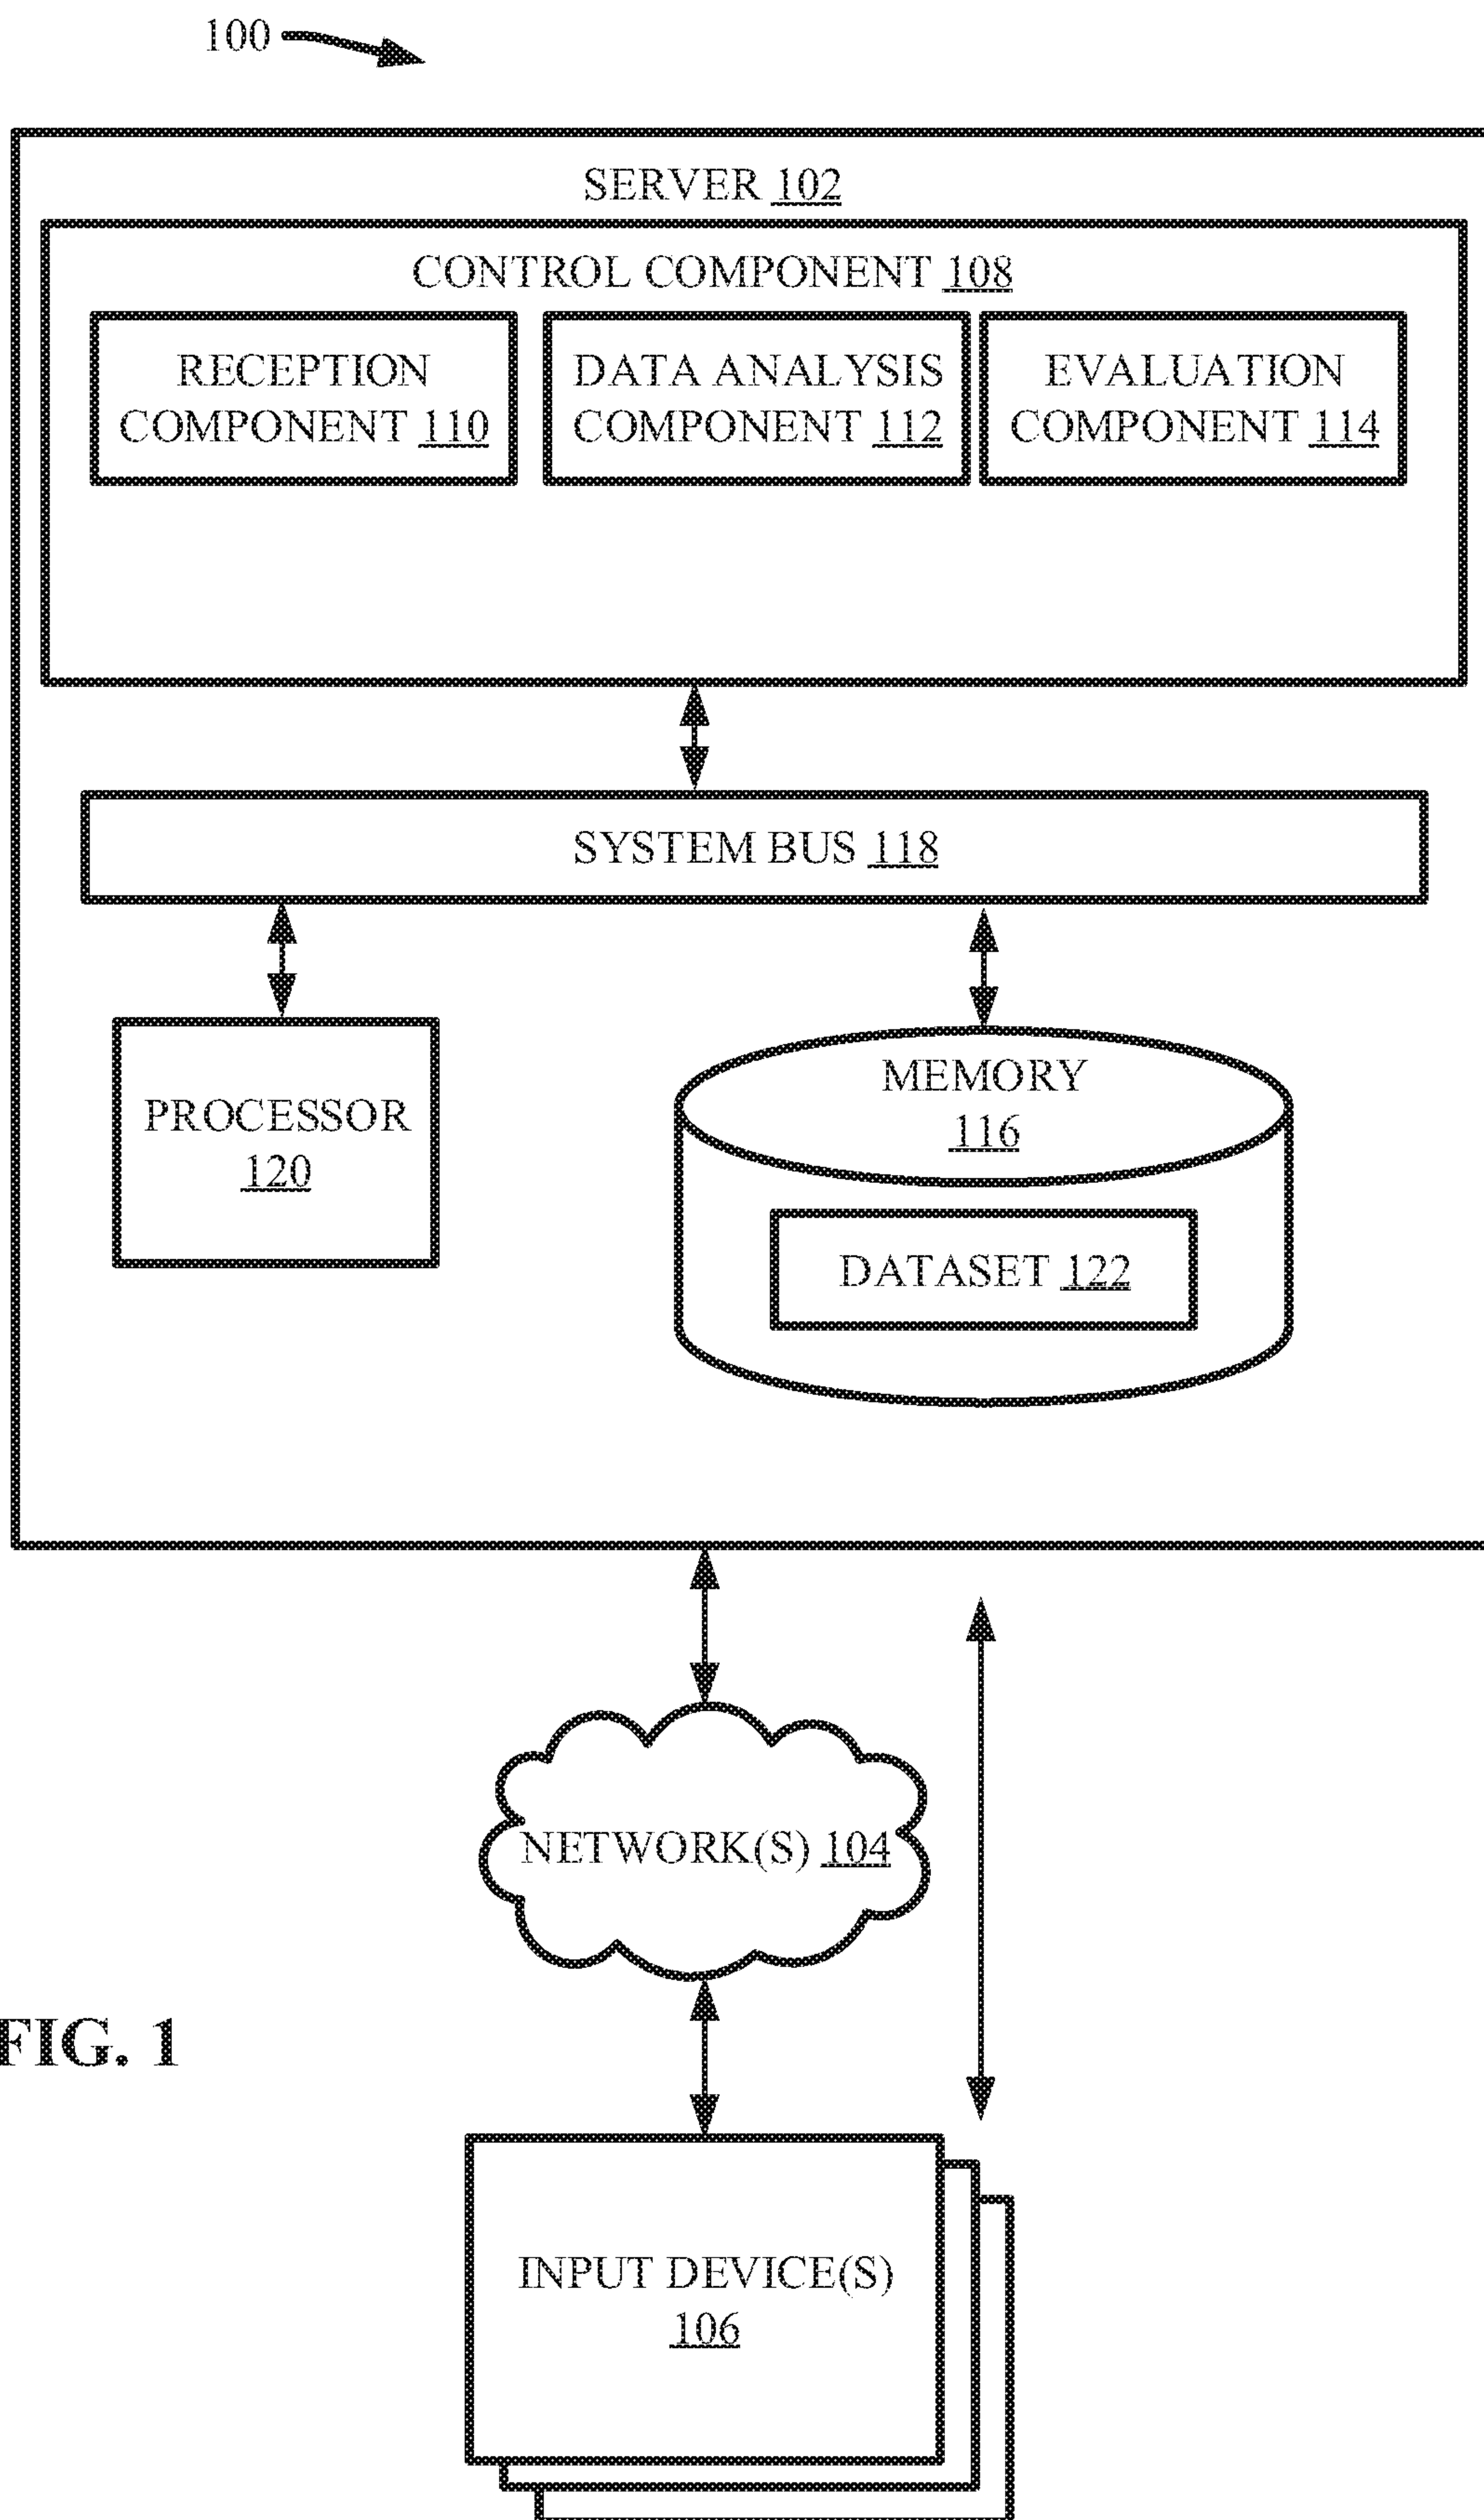 100
SERVER 102
CONTROL COMPONENT 108
RECEPTION
COMPONENT 110
DATA ANALYSIS
COMPONENT 112
EVALUATION
COMPONENT 114
SYSTEM BUS 118
PROCESSOR
120
MEMORY
116
DATASET 122
NETWORK(S) 104
FIG. 1
INPUT DEVICE(S)
106